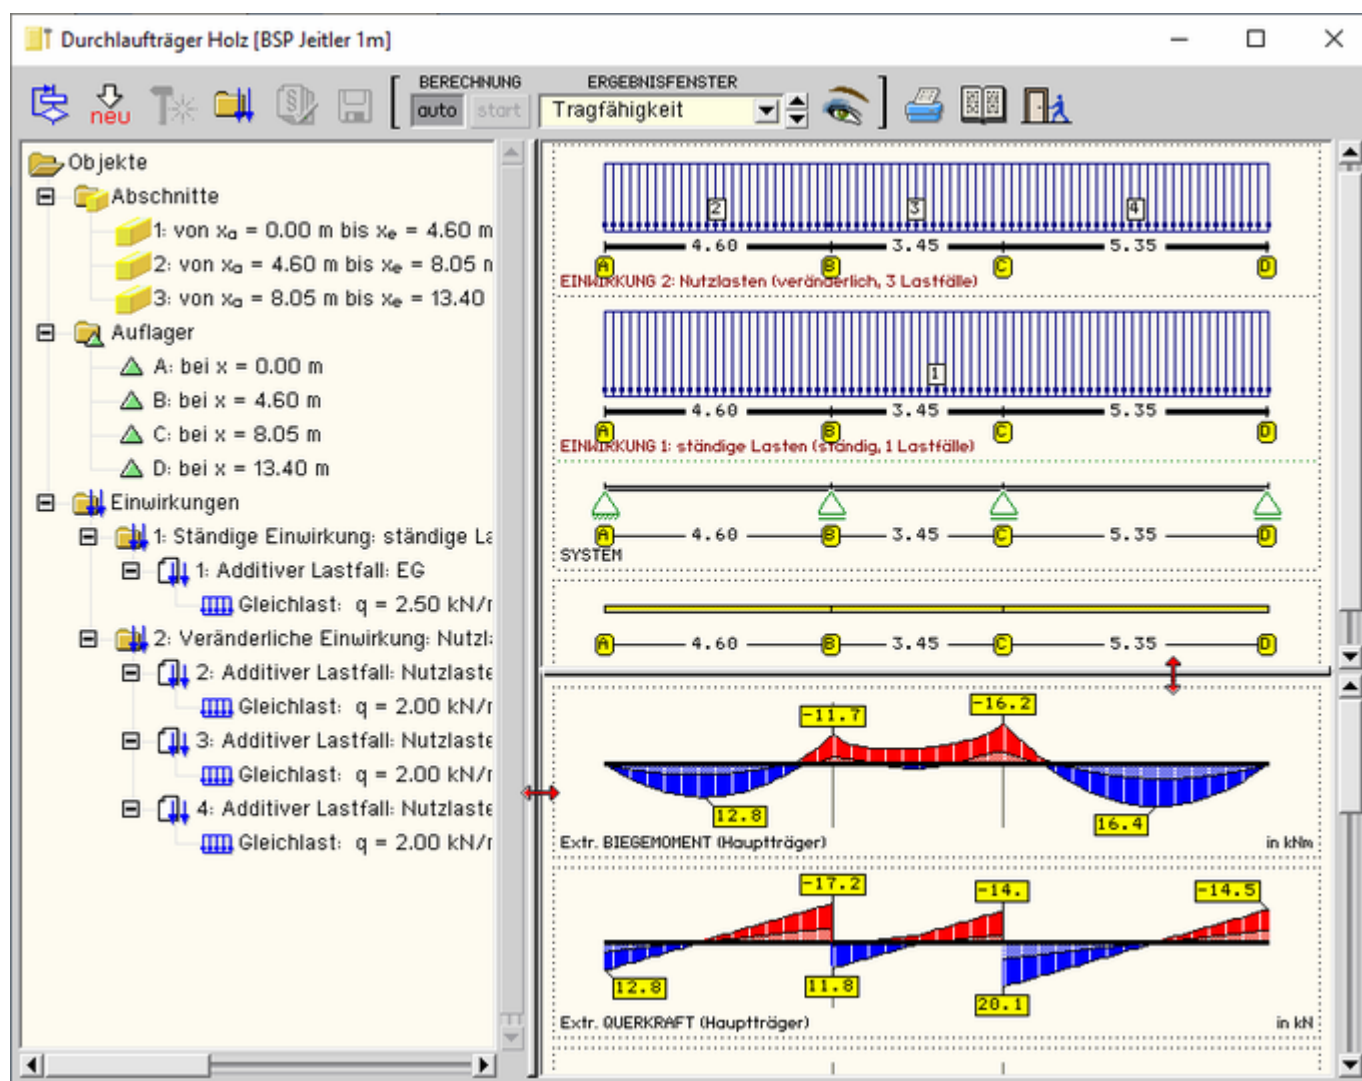 Durchlaufträger Holz [BSP Jeitler 1m]
BERECHNUNG
ERGEBNISFENSTER
neu
auto
start
Tragfähigkeit
Objekte
Abschnitte
1: von xa = 0.00 m bis xe = 4.60 m
2: von xa = 4.60 m bis xe = 8.05 m
3: von xa = 8.05 m bis xe = 13.40
Auflager
A: bei x = 0.00 m
B: bei x = 4.60 m
C: bei x = 8.05 m
D: bei x = 13.40 m
Einwirkungen
1: Ständige Einwirkung: ständige La
1: Additiver Lastfall: EG
Gleichlast: q = 2.50 kN/r
2: Veränderliche Einwirkung: Nutzl
2: Additiver Lastfall: Nutzlaste
Gleichlast: q = 2.00 kN/r
3: Additiver Lastfall: Nutzlaste
Gleichlast: q = 2.00 kN/r
4: Additiver Lastfall: Nutzlaste
Gleichlast: q = 2.00 kN/r
2 3 4
4.60 3.45 5.35
A B C D
EINWIRKUNG 2: Nutzlasten (veränderlich, 3 Lastfälle)
1
4.60 3.45 5.35
A B C D
EINWIRKUNG 1: ständige Lasten (ständig, 1 Lastfälle)
A 4.60 B 3.45 C 5.35 D
SYSTEM
A 4.60 B 3.45 C 5.35 D
-11.7 -16.2
12.8 16.4
Extr. BIEGEMOMENT (Hauptträger) in kNm
-17.2 -14. -14.5
12.8 11.8 20.1
Extr. QUERKRAFT (Hauptträger) in kN